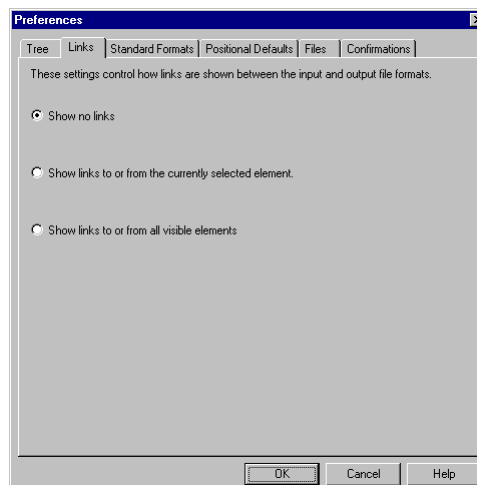 Preferences
Tree Links Standard Formats Positional Defaults Files Confirmations
These settings control how links are shown between the input and output file formats.
Show no links
Show links to or from the currently selected element.
Show links to or from all visible elements
OK Cancel Help